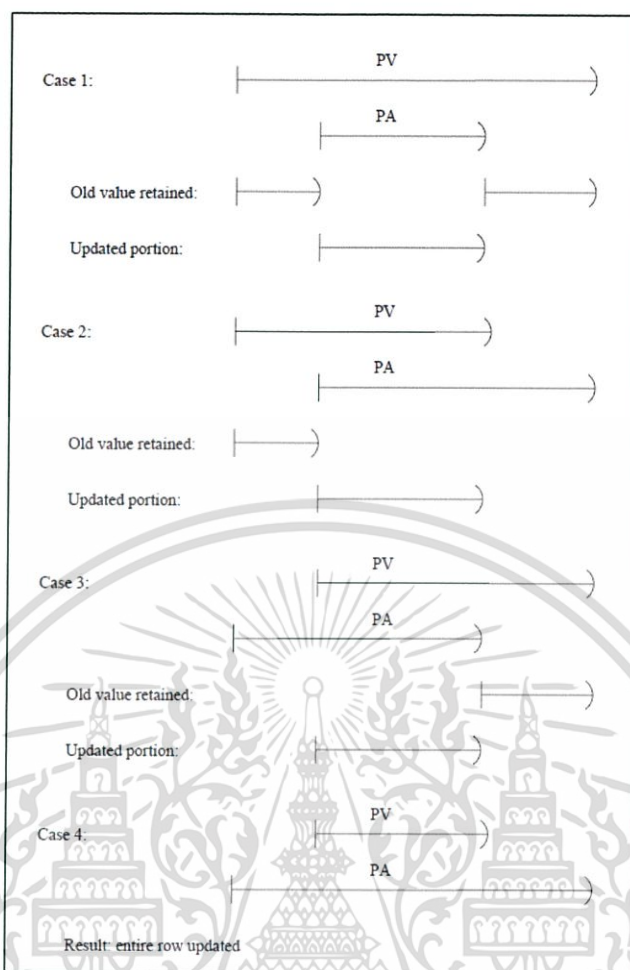 PV
Case 1:
PA
Old value retained:
Updated portion:
PV
Case 2:
PA
Old value retained:
Updated portion:
PV
Case 3:
PA
Old value retained:
Updated portion:
PV
Case 4:
PA
Result: entire row updated